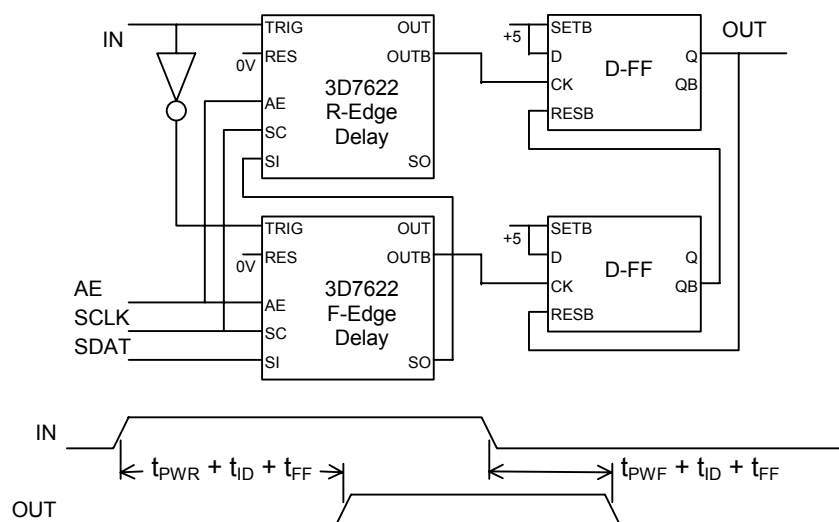 IN
TRIG
RES
0V
AE
SC
SI
OUT
OUTB
SO
3D7622
R-Edge
Delay
+5
SETB
D
CK
RESB
D-FF
Q
QB
OUT
TRIG
RES
0V
AE
SC
SI
OUT
OUTB
SO
3D7622
F-Edge
Delay
+5
SETB
D
CK
RESB
D-FF
Q
QB
AE
SCLK
SDAT
IN
tPWR + tID + tFF
tPWF + tID + tFF
OUT